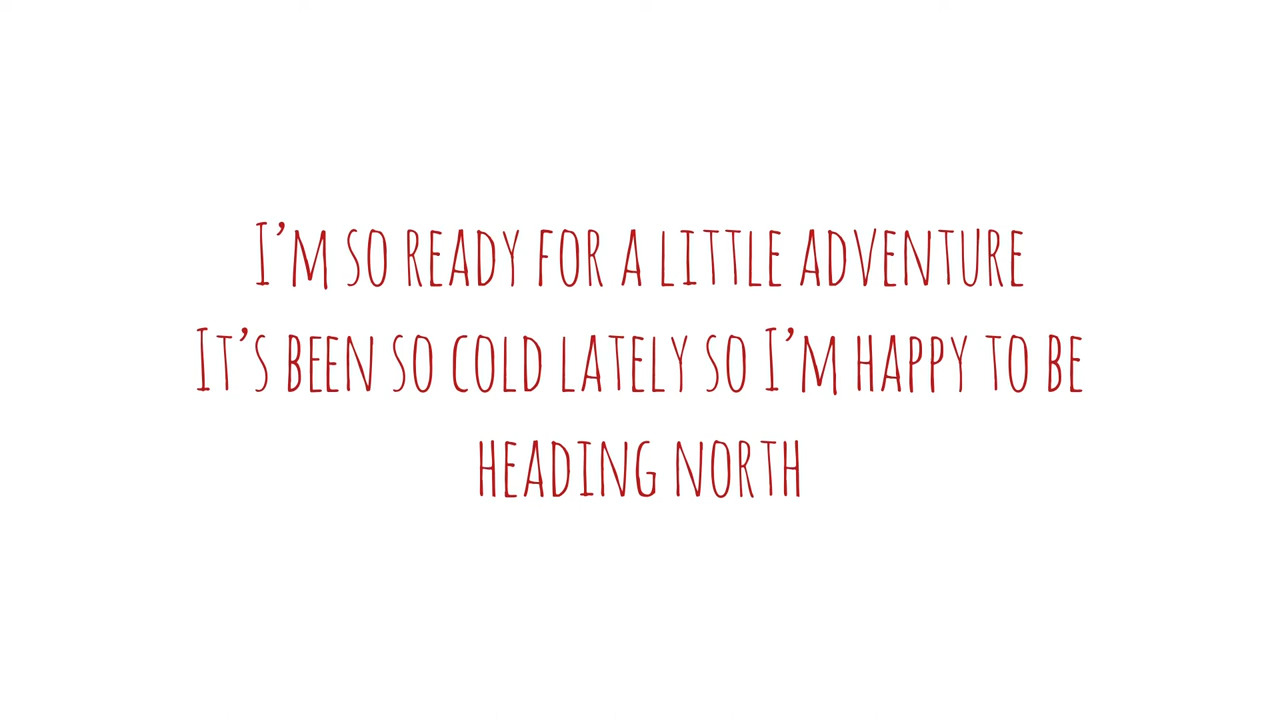 I'm so ready for a little adventure
It's been so cold lately so I'm happy to be
heading north